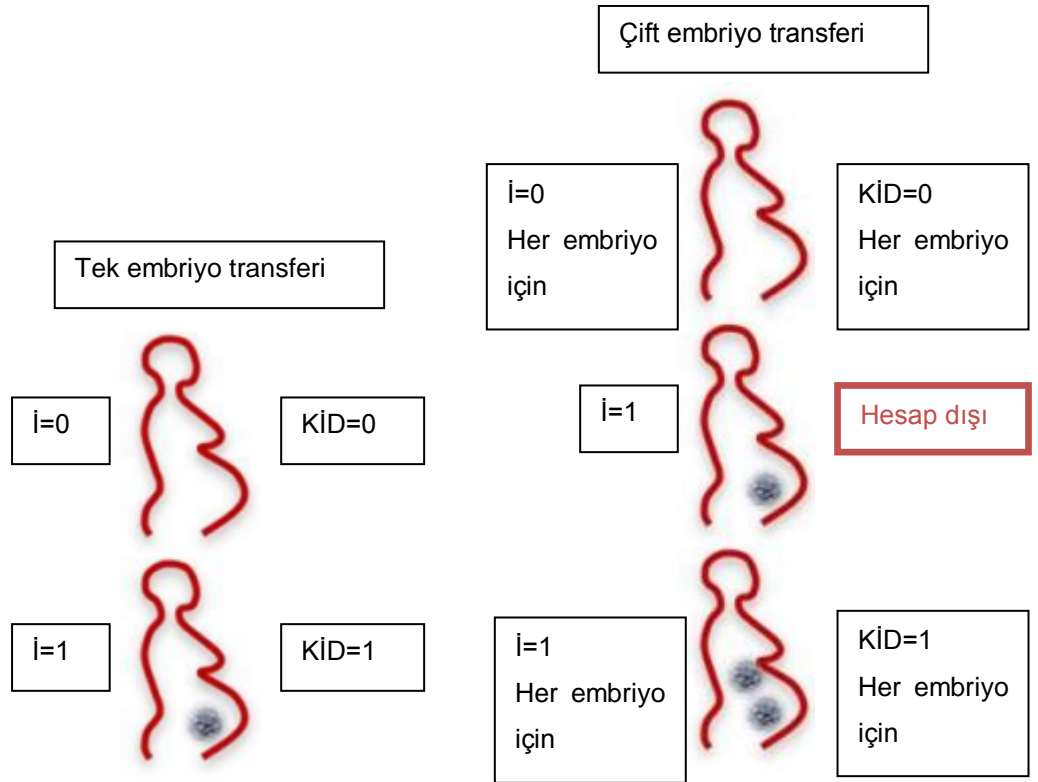 Çift embriyo transferi
İ=0
Her embriyo
için
KİD=0
Her embriyo
için
Tek embriyo transferi
İ=0
KİD=0
İ=1
Hesap dışı
İ=1
KİD=1
İ=1
Her embriyo
için
KİD=1
Her embriyo
için